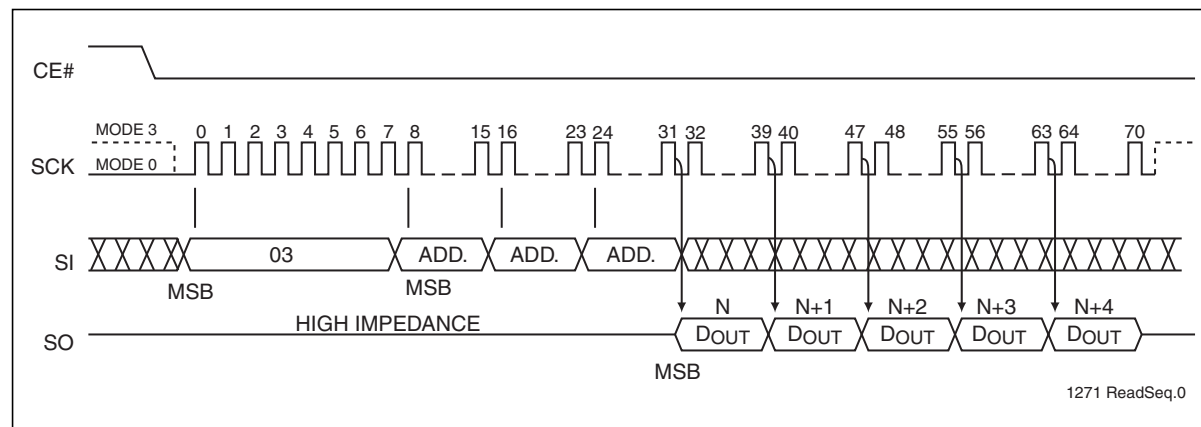 CE#
MODE 3 0 1 2 3 4 5 6 7 8 15 16 23 24 31 32 39 40 47 48 55 56 63 64 70
SCK MODE 0
SI 03 ADD. ADD. ADD.
MSB MSB
N N+1 N+2 N+3 N+4
SO HIGH IMPEDANCE DOUT DOUT DOUT DOUT DOUT
MSB
1271 ReadSeq.0